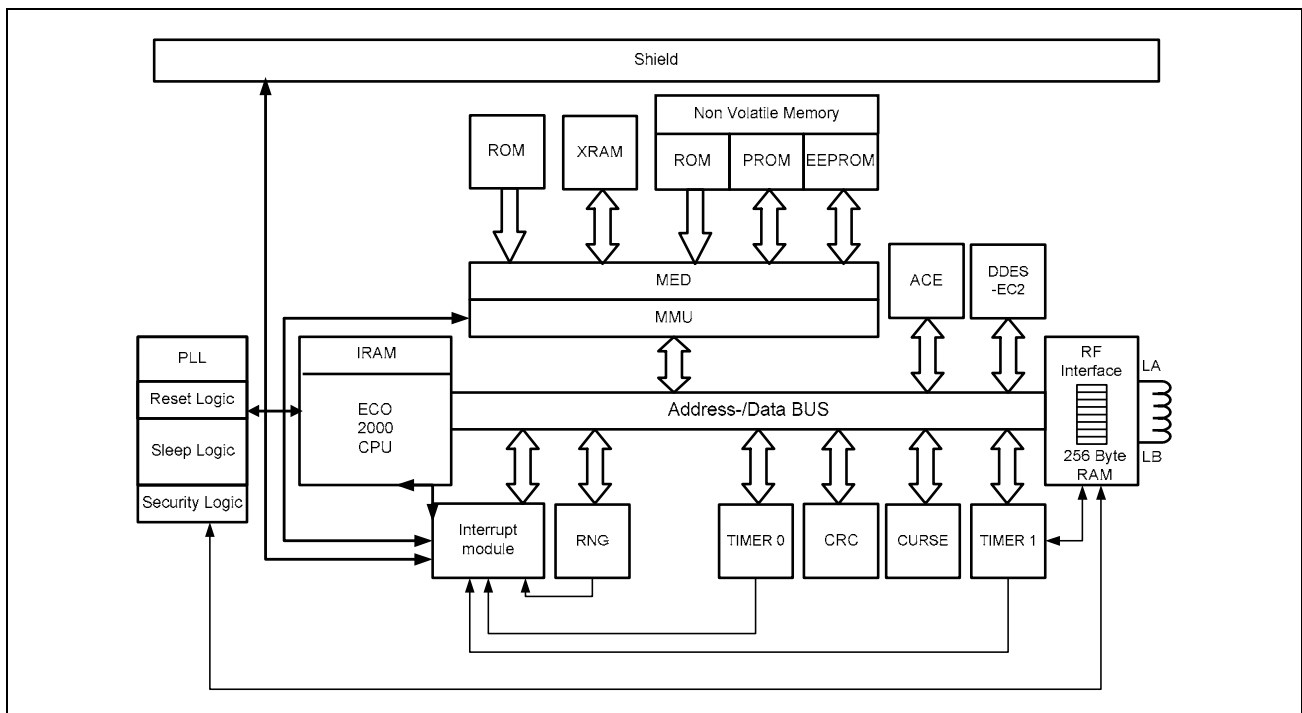 Shield
Non Volatile Memory
ROM
XRAM
ROM
PROM
EEPROM
MED
MMU
ACE
DDES
-EC2
PLL
Reset Logic
Sleep Logic
Security Logic
IRAM
ECO
2000
CPU
Address-/Data BUS
RF
Interface
256 Byte
RAM
LA
LB
Interrupt
module
RNG
TIMER 0
CRC
CURSE
TIMER 1